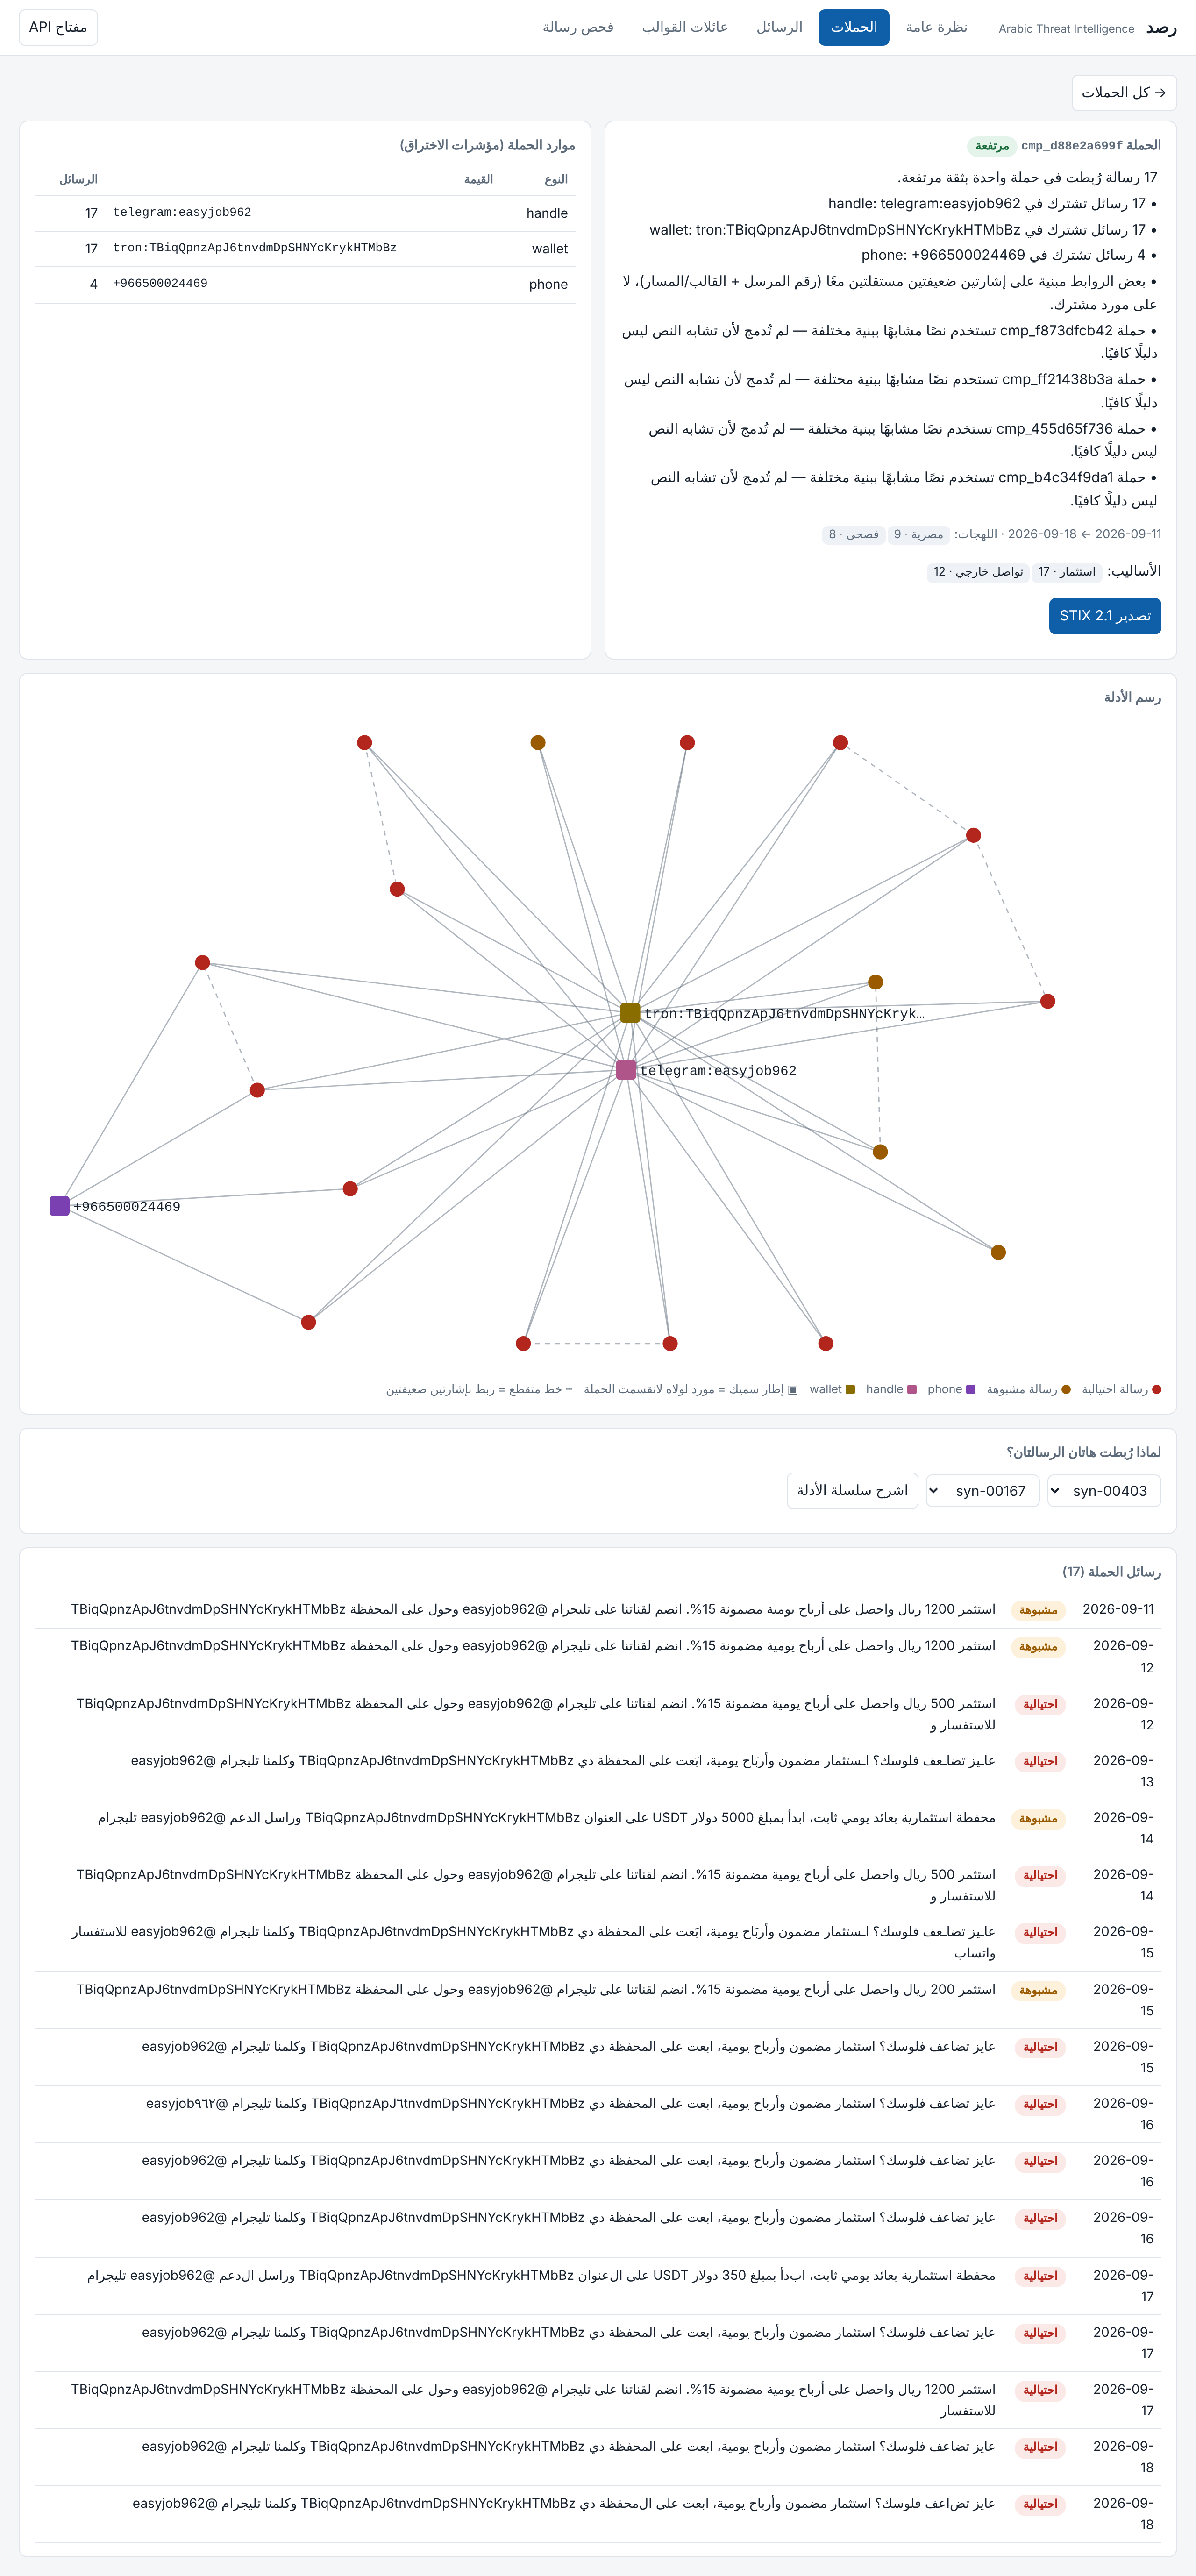 رصد Arabic Threat Intelligence نظرة عامة الحملات الرسائل عائلات القوالب فحص رسالة مفتاح API
→ كل الحملات
الحملة cmp_d88e2a699f مرتفعة
17 رسالة رُبطت في حملة واحدة بثقة مرتفعة.
• 17 رسائل تشترك في handle: telegram:easyjob962
• 17 رسائل تشترك في wallet: tron:TBiqQpnzApJ6tnvdmDpSHNYcKrykHTMbBz
• 4 رسائل تشترك في phone: +966500024469
• بعض الروابط مبنية على إشارتين ضعيفتين مستقلتين معًا (رقم المرسل + القالب/المسار)، لا
على مورد مشترك.
• حملة cmp_f873dfcb42 تستخدم نصًا مشابهًا ببنية مختلفة — لم تُدمج لأن تشابه النص ليس
دليلًا كافيًا.
• حملة cmp_ff21438b3a تستخدم نصًا مشابهًا ببنية مختلفة — لم تُدمج لأن تشابه النص ليس
دليلًا كافيًا.
• حملة cmp_455d65f736 تستخدم نصًا مشابهًا ببنية مختلفة — لم تُدمج لأن تشابه النص
ليس دليلًا كافيًا.
• حملة cmp_b4c34f9da1 تستخدم نصًا مشابهًا ببنية مختلفة — لم تُدمج لأن تشابه النص
ليس دليلًا كافيًا.
2026-09-11 ← 2026-09-18 · اللهجات: مصرية · 9 فصحى · 8
الأساليب: استثمار · 17 تواصل خارجي · 12
تصدير STIX 2.1
موارد الحملة (مؤشرات الاختراق)
النوع القيمة الرسائل
handle telegram:easyjob962 17
wallet tron:TBiqQpnzApJ6tnvdmDpSHNYcKrykHTMbBz 17
phone +966500024469 4
رسم الأدلة
tron:TBiqQpnzApJ6tnvdmDpSHNYcKryk…
telegram:easyjob962
+966500024469
رسالة احتيالية رسالة مشبوهة phone handle wallet ▣ إطار سميك = مورد لولاه لانقسمت الحملة ┄ خط متقطع = ربط بإشارتين ضعيفتين
لماذا رُبطت هاتان الرسالتان؟
syn-00403 syn-00167 اشرح سلسلة الأدلة
رسائل الحملة (17)
2026-09-11 مشبوهة استثمر 1200 ريال واحصل على أرباح يومية مضمونة 15%. انضم لقناتنا على تليجرام @easyjob962 وحول على المحفظة TBiqQpnzApJ6tnvdmDpSHNYcKrykHTMbBz
2026-09- مشبوهة استثمر 1200 ريال واحصل على أرباح يومية مضمونة 15%. انضم لقناتنا على تليجرام @easyjob962 وحول على المحفظة TBiqQpnzApJ6tnvdmDpSHNYcKrykHTMbBz
12
2026-09- احتيالية استثمر 500 ريال واحصل على أرباح يومية مضمونة 15%. انضم لقناتنا على تليجرام @easyjob962 وحول على المحفظة TBiqQpnzApJ6tnvdmDpSHNYcKrykHTMbBz
12 للاستفسار و
2026-09- احتيالية عاـيز تضاـعف فلوسك؟ اـستثمار مضمون وأربَاح يومية، ابَعت على المحفظة دي TBiqQpnzApJ6tnvdmDpSHNYcKrykHTMbBz وكلمنا تليجرام @easyjob962
13
2026-09- مشبوهة محفظة استثمارية بعائد يومي ثابت، ابدأ بمبلغ 5000 دولار USDT على العنوان TBiqQpnzApJ6tnvdmDpSHNYcKrykHTMbBz وراسل الدعم @easyjob962 تليجرام
14
2026-09- احتيالية استثمر 500 ريال واحصل على أرباح يومية مضمونة 15%. انضم لقناتنا على تليجرام @easyjob962 وحول على المحفظة TBiqQpnzApJ6tnvdmDpSHNYcKrykHTMbBz
14 للاستفسار و
2026-09- احتيالية عاـيز تضاـعف فلوسك؟ اـستثمار مضمون وأربَاح يومية، ابَعت على المحفظة دي TBiqQpnzApJ6tnvdmDpSHNYcKrykHTMbBz وكلمنا تليجرام @easyjob962 للاستفسار
15 واتساب
2026-09- مشبوهة استثمر 200 ريال واحصل على أرباح يومية مضمونة 15%. انضم لقناتنا على تليجرام @easyjob962 وحول على المحفظة TBiqQpnzApJ6tnvdmDpSHNYcKrykHTMbBz
15
2026-09- احتيالية عايز تضاعف فلوسك؟ استثمار مضمون وأرباح يومية، ابعت على المحفظة دي TBiqQpnzApJ6tnvdmDpSHNYcKrykHTMbBz وكلمنا تليجرام @easyjob962
15
2026-09- احتيالية عايز تضاعف فلوسك؟ استثمار مضمون وأرباح يومية، ابعت على المحفظة دي TBiqQpnzApJ٦tnvdmDpSHNYcKrykHTMbBz وكلمنا تليجرام @easyjob٩٦٢
16
2026-09- احتيالية عايز تضاعف فلوسك؟ استثمار مضمون وأرباح يومية، ابعت على المحفظة دي TBiqQpnzApJ6tnvdmDpSHNYcKrykHTMbBz وكلمنا تليجرام @easyjob962
16
2026-09- احتيالية عايز تضاعف فلوسك؟ استثمار مضمون وأرباح يومية، ابعت على المحفظة دي TBiqQpnzApJ6tnvdmDpSHNYcKrykHTMbBz وكلمنا تليجرام @easyjob962
16
2026-09- احتيالية محفظة استثمارية بعائد يومي ثابت، اب‌دأ بمبلغ 350 دولار USDT على ال‌عنوان TBiqQpnzApJ6tnvdmDpSHNYcKrykHTMbBz وراسل ال‌دعم @easyjob962 تليجرام
17
2026-09- احتيالية عايز تضاعف فلوسك؟ استثمار مضمون وأرباح يومية، ابعت على المحفظة دي TBiqQpnzApJ6tnvdmDpSHNYcKrykHTMbBz وكلمنا تليجرام @easyjob962
17
2026-09- احتيالية استثمر 1200 ريال واحصل على أرباح يومية مضمونة 15%. انضم لقناتنا على تليجرام @easyjob962 وحول على المحفظة TBiqQpnzApJ6tnvdmDpSHNYcKrykHTMbBz
17 للاستفسار
2026-09- احتيالية عايز تضاعف فلوسك؟ استثمار مضمون وأرباح يومية، ابعت على المحفظة دي TBiqQpnzApJ6tnvdmDpSHNYcKrykHTMbBz وكلمنا تليجرام @easyjob962
18
2026-09- احتيالية عايز تض‌اعف فلوسك؟ استثمار مضمون وأرباح يومية، ابعت على ال‌محفظة دي TBiqQpnzApJ6tnvdmDpSHNYcKrykHTMbBz وكلمنا تليجرام @easyjob962
18